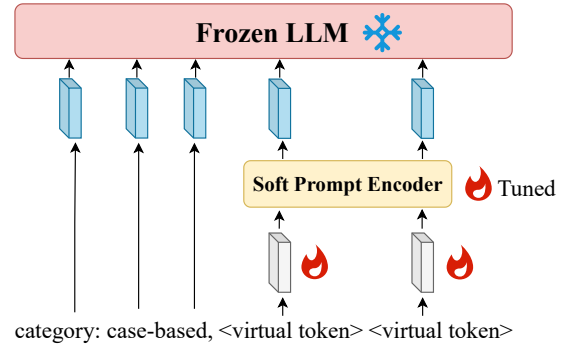 Frozen LLM
Soft Prompt Encoder
Tuned
category: case-based, <virtual token> <virtual token>